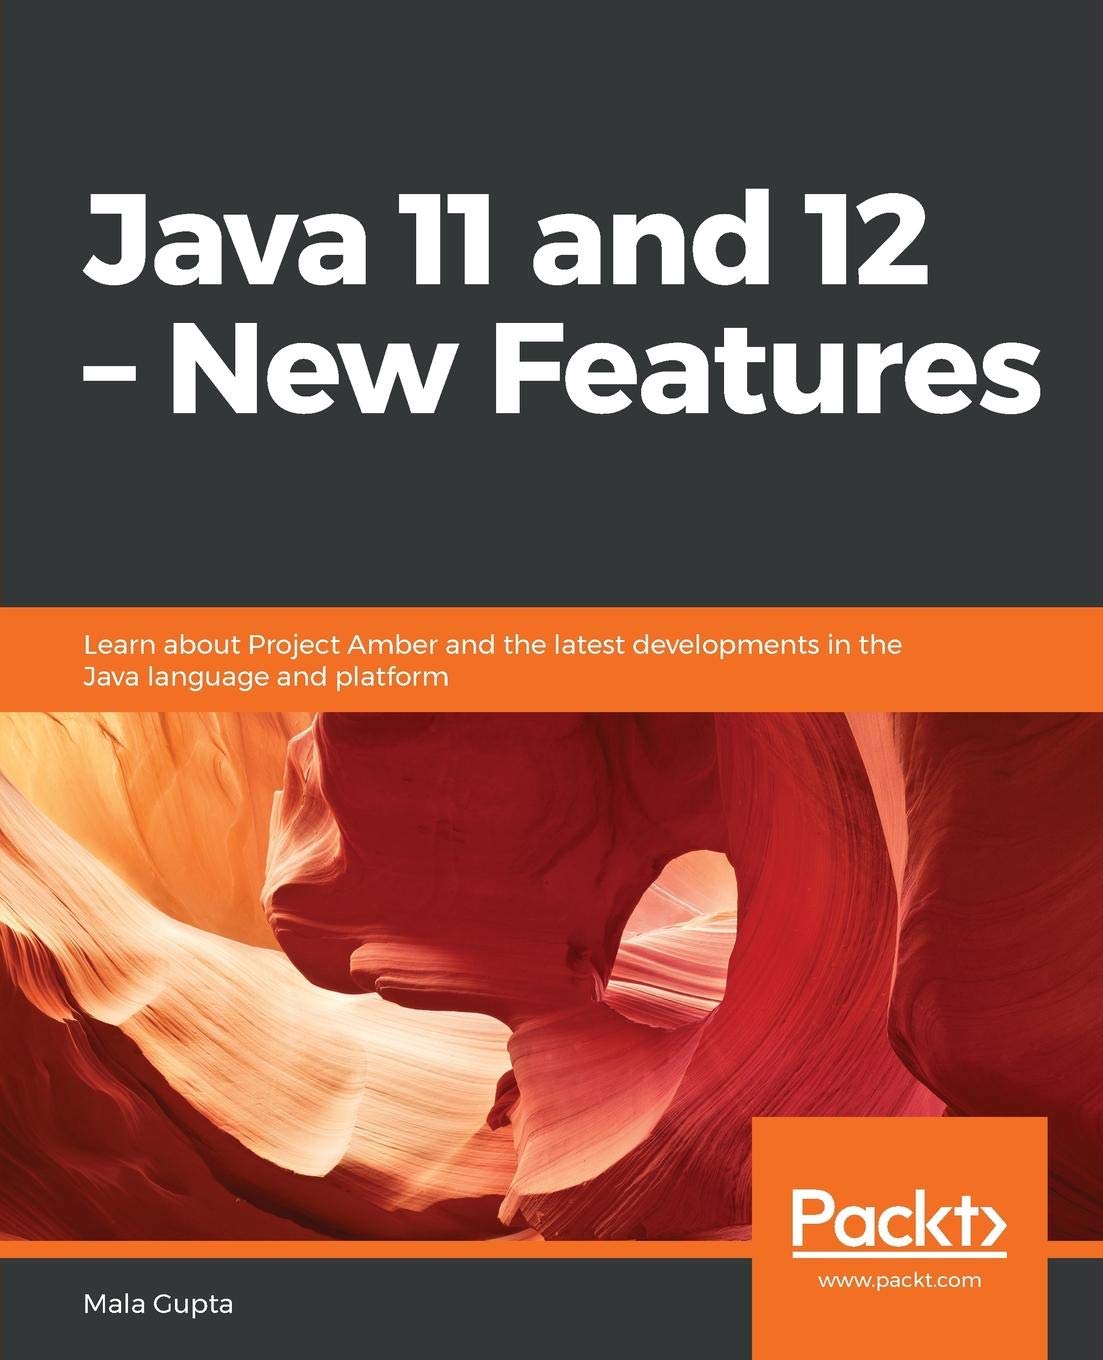 Java 11 and 12
– New Features
Learn about Project Amber and the latest developments in the
Java language and platform
Mala Gupta
Packt>
www.packt.com